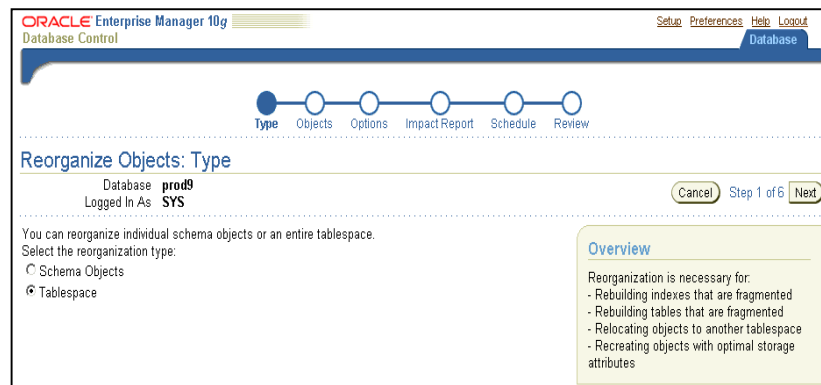 ORACLE Enterprise Manager 10g
Database Control
Setup Preferences Help Logout
Database
Type Objects Options Impact Report Schedule Review
Reorganize Objects: Type
Database prod9
Logged In As SYS
Cancel Step 1 of 6 Next
You can reorganize individual schema objects or an entire tablespace.
Select the reorganization type:
Schema Objects
Tablespace
Overview
Reorganization is necessary for:
- Rebuilding indexes that are fragmented
- Rebuilding tables that are fragmented
- Relocating objects to another tablespace
- Recreating objects with optimal storage
attributes